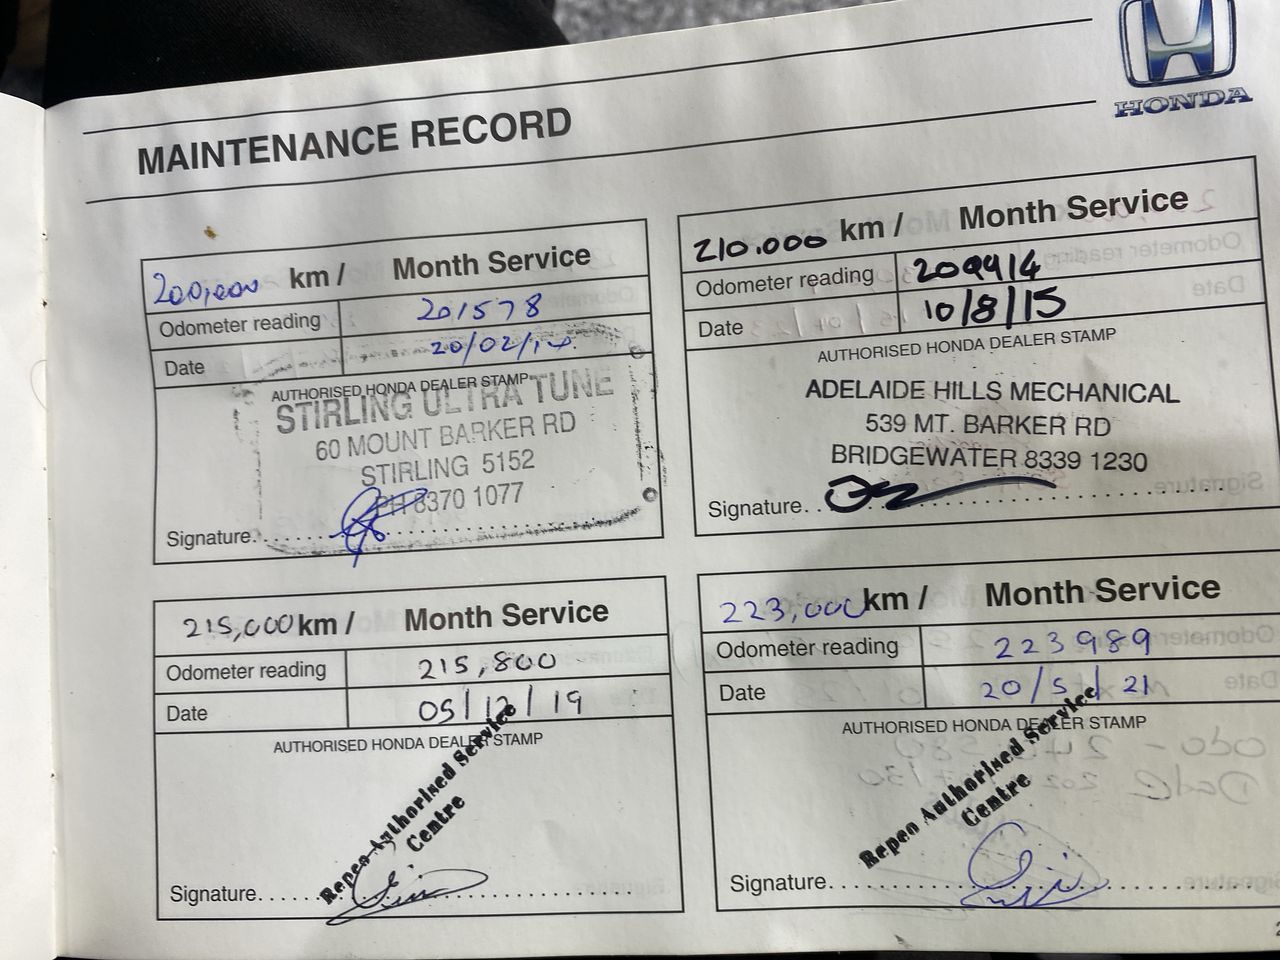 HONDA
MAINTENANCE RECORD
200,000 km / Month Service
Odometer reading 201578
Date 20/02/14
AUTHORISED HONDA DEALER STAMP
STIRLING ULTRA TUNE
60 MOUNT BARKER RD
STIRLING 5152
PH 8370 1077
Signature
210.000 km / Month Service
Odometer reading 209914
Date 10/8/15
AUTHORISED HONDA DEALER STAMP
ADELAIDE HILLS MECHANICAL
539 MT. BARKER RD
BRIDGEWATER 8339 1230
Signature
215,000 km / Month Service
Odometer reading 215,800
Date 05/12/19
AUTHORISED HONDA DEALER STAMP
Repco Authorised Service
Centre
Signature
223,000 km / Month Service
Odometer reading 223989
Date 20/5/21
AUTHORISED HONDA DEALER STAMP
Repco Authorised Service
Centre
Signature